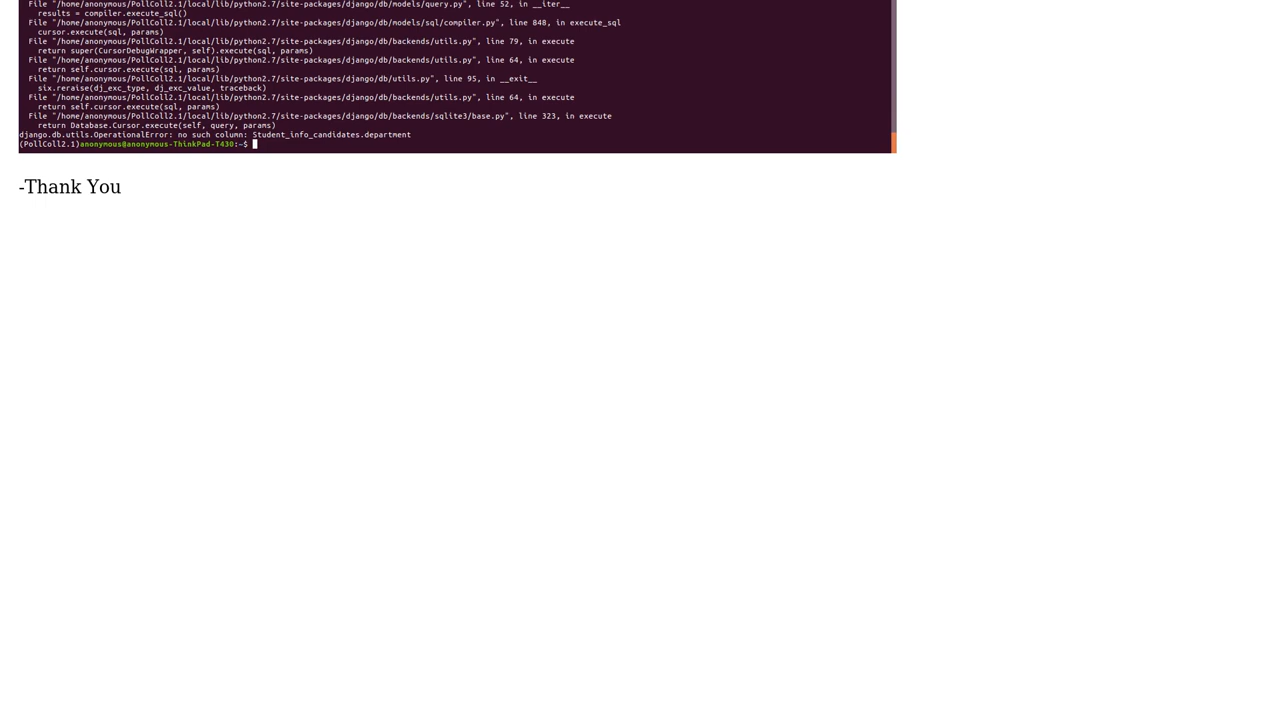 File "/home/anonymous/PollColl2.1/local/lib/python2.7/site-packages/django/db/models/query.py", line 52, in __iter__
results = compiler.execute_sql()
File "/home/anonymous/PollColl2.1/local/lib/python2.7/site-packages/django/db/models/sql/compiler.py", line 848, in execute_sql
cursor.execute(sql, params)
File "/home/anonymous/PollColl2.1/local/lib/python2.7/site-packages/django/db/backends/utils.py", line 79, in execute
return super(CursorDebugWrapper, self).execute(sql, params)
File "/home/anonymous/PollColl2.1/local/lib/python2.7/site-packages/django/db/backends/utils.py", line 64, in execute
return self.cursor.execute(sql, params)
File "/home/anonymous/PollColl2.1/local/lib/python2.7/site-packages/django/db/utils.py", line 95, in __exit__
six.reraise(dj_exc_type, dj_exc_value, traceback)
File "/home/anonymous/PollColl2.1/local/lib/python2.7/site-packages/django/db/backends/utils.py", line 64, in execute
return self.cursor.execute(sql, params)
File "/home/anonymous/PollColl2.1/local/lib/python2.7/site-packages/django/db/backends/sqlite3/base.py", line 323, in execute
return Database.Cursor.execute(self, query, params)
django.db.utils.OperationalError: no such column: Student_info_candidates.department
(PollColl2.1)anonymous@anonymous-ThinkPad-T430:~$
-Thank You